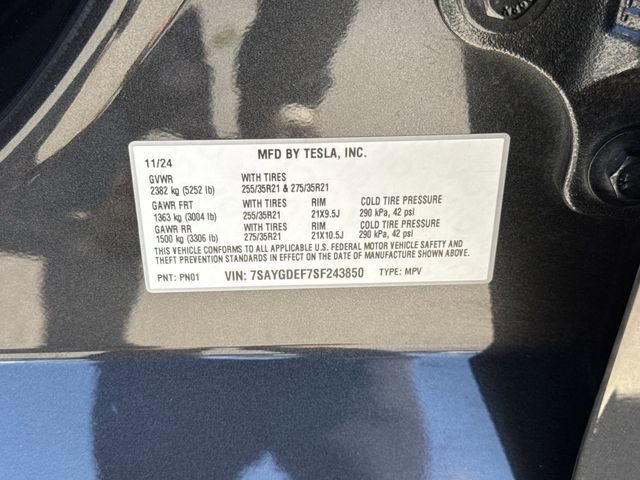 11/24 MFD BY TESLA, INC.
GVWR WITH TIRES
2382 kg (5252 lb) 255/35R21 & 275/35R21
GAWR FRT WITH TIRES RIM COLD TIRE PRESSURE
1363 kg (3004 lb) 255/35R21 21X9.5J 290 kPa, 42 psi
GAWR RR WITH TIRES RIM COLD TIRE PRESSURE
1500 kg (3306 lb) 275/35R21 21X10.5J 290 kPa, 42 psi
THIS VEHICLE CONFORMS TO ALL APPLICABLE U.S. FEDERAL MOTOR VEHICLE SAFETY AND
THEFT PREVENTION STANDARDS IN EFFECT ON THE DATE OF MANUFACTURE SHOWN ABOVE.
PNT: PN01 VIN: 7SAYGDEF7SF243850 TYPE: MPV